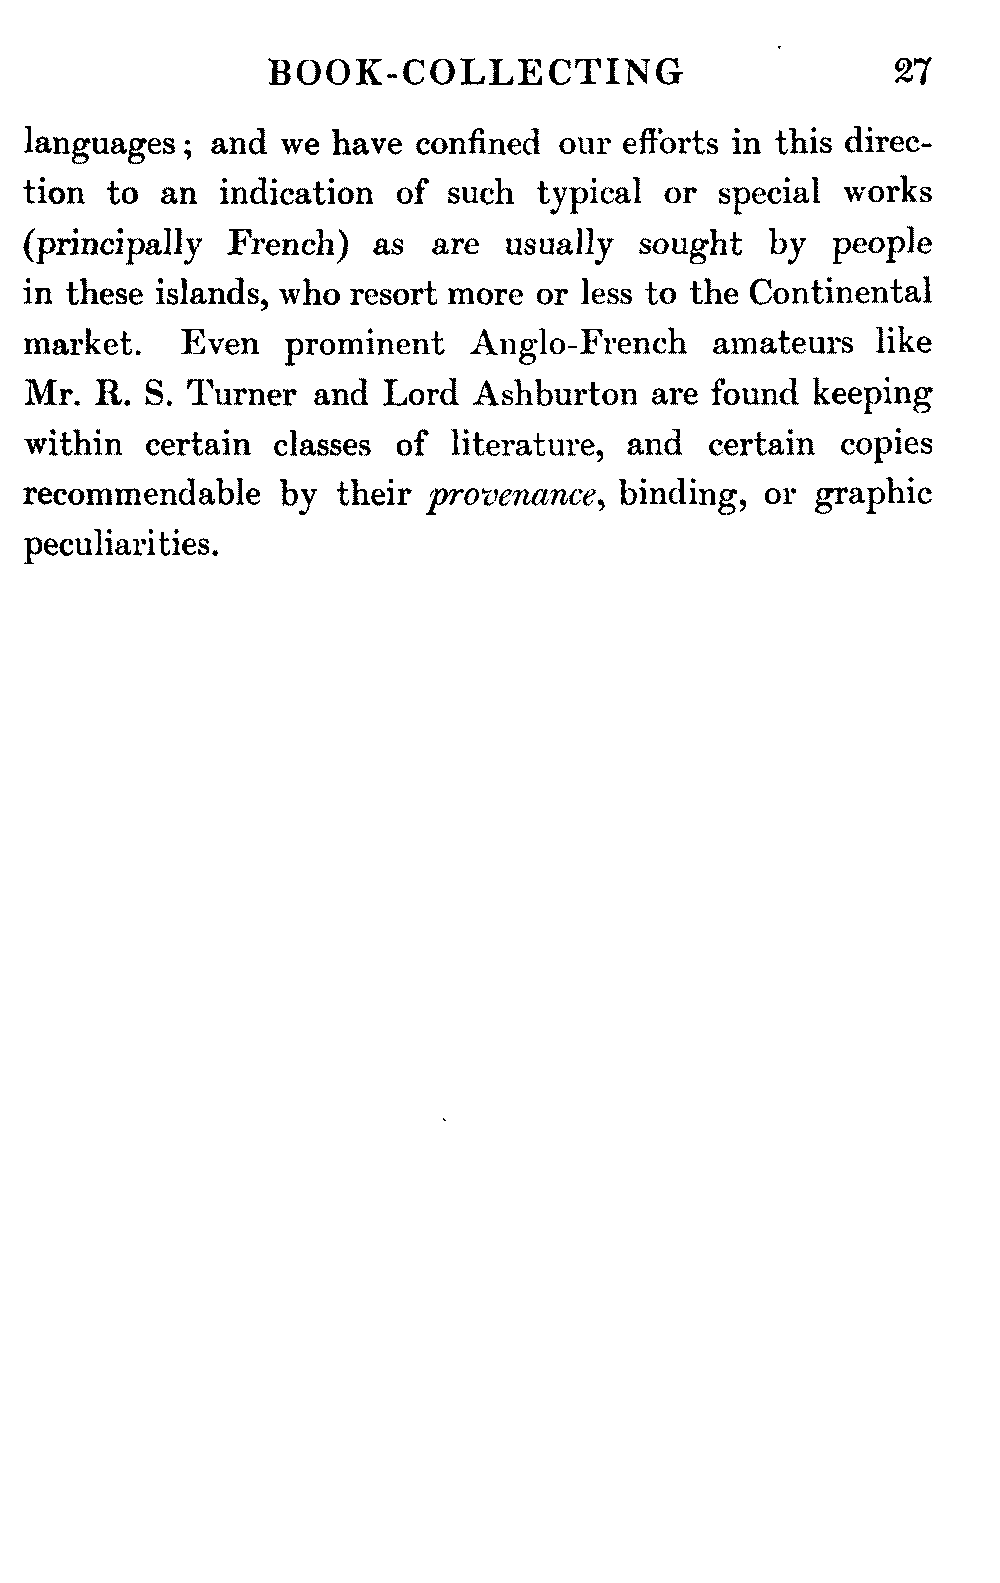 BOOK-COLLECTING 27
languages; and we have confined our efforts in this direc-
tion to an indication of such typical or special works
(principally French) as are usually sought by people
in these islands, who resort more or less to the Continental
market. Even prominent Anglo-French amateurs like
Mr. R. S. Turner and Lord Ashburton are found keeping
within certain classes of literature, and certain copies
recommendable by their provenance, binding, or graphic
peculiarities.